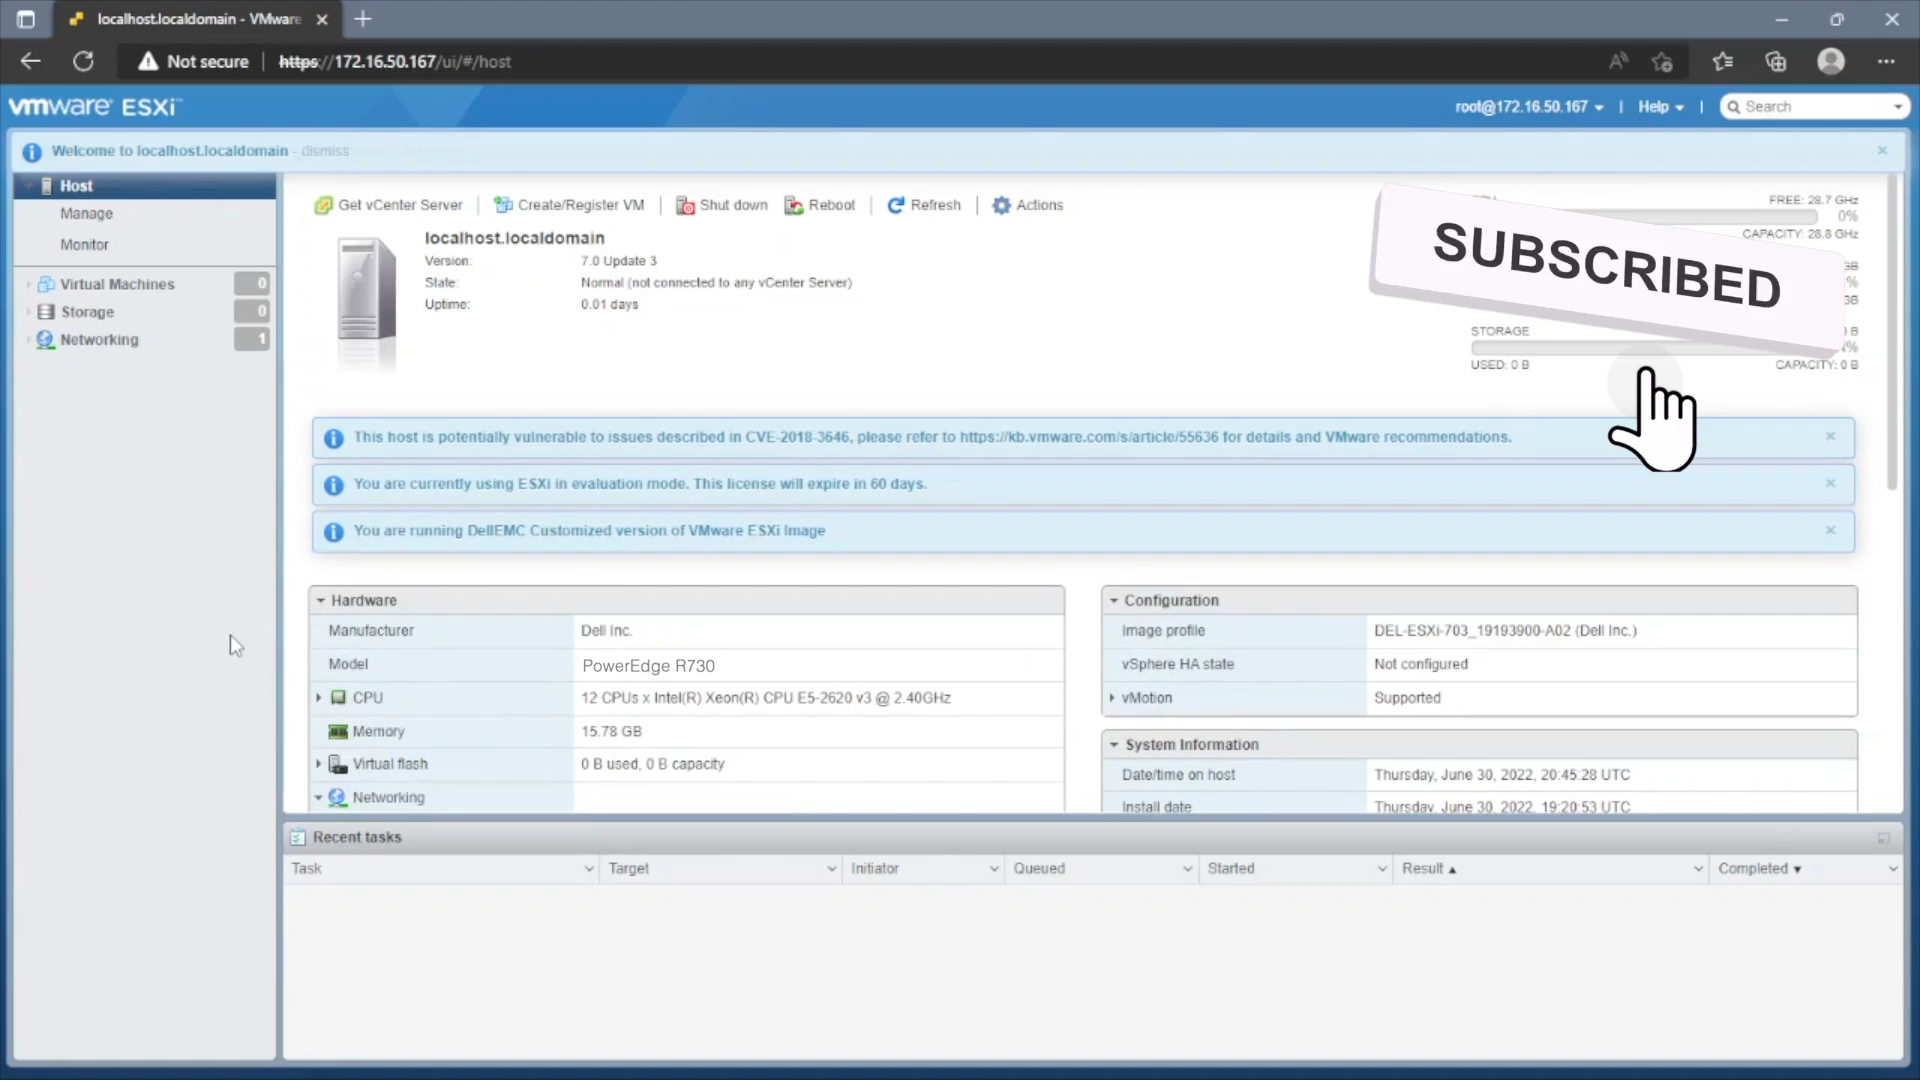 localhost.localdomain - VMware
Not secure https://172.16.50.167/ui/#/host
vmware ESXi
root@172.16.50.167 | Help | Search
Welcome to localhost.localdomain - dismiss
Host
Manage
Monitor
Virtual Machines 0
Storage 0
Networking 1
Get vCenter Server | Create/Register VM | Shut down Reboot | Refresh | Actions
localhost.localdomain
Version: 7.0 Update 3
State: Normal (not connected to any vCenter Server)
Uptime: 0.01 days
FREE: 28.7 GHz
0%
CAPACITY: 28.8 GHz
SUBSCRIBED
STORAGE
USED: 0 B CAPACITY: 0 B
This host is potentially vulnerable to issues described in CVE-2018-3646, please refer to https://kb.vmware.com/s/article/55636 for details and VMware recommendations.
You are currently using ESXi in evaluation mode. This license will expire in 60 days.
You are running DellEMC Customized version of VMware ESXi Image
Hardware
Manufacturer Dell Inc.
Model PowerEdge R730
CPU 12 CPUs x Intel(R) Xeon(R) CPU E5-2620 v3 @ 2.40GHz
Memory 15.78 GB
Virtual flash 0 B used, 0 B capacity
Networking
Configuration
Image profile DEL-ESXi-703_19193900-A02 (Dell Inc.)
vSphere HA state Not configured
vMotion Supported
System Information
Date/time on host Thursday, June 30, 2022, 20:45:28 UTC
Install date Thursday, June 30, 2022, 19:20:53 UTC
Recent tasks
Task Target Initiator Queued Started Result Completed